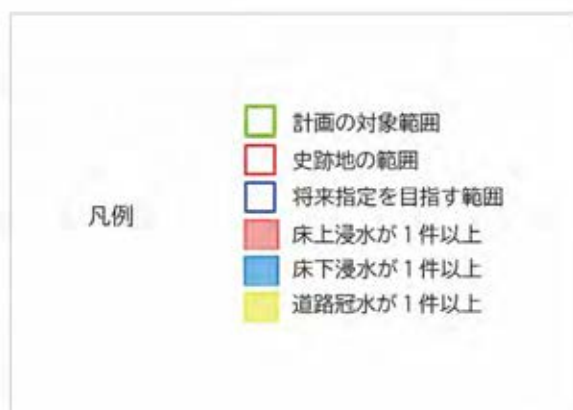 凡例
計画の対象範囲
史跡地の範囲
将来指定を目指す範囲
床上浸水が1件以上
床下浸水が1件以上
道路冠水が1件以上